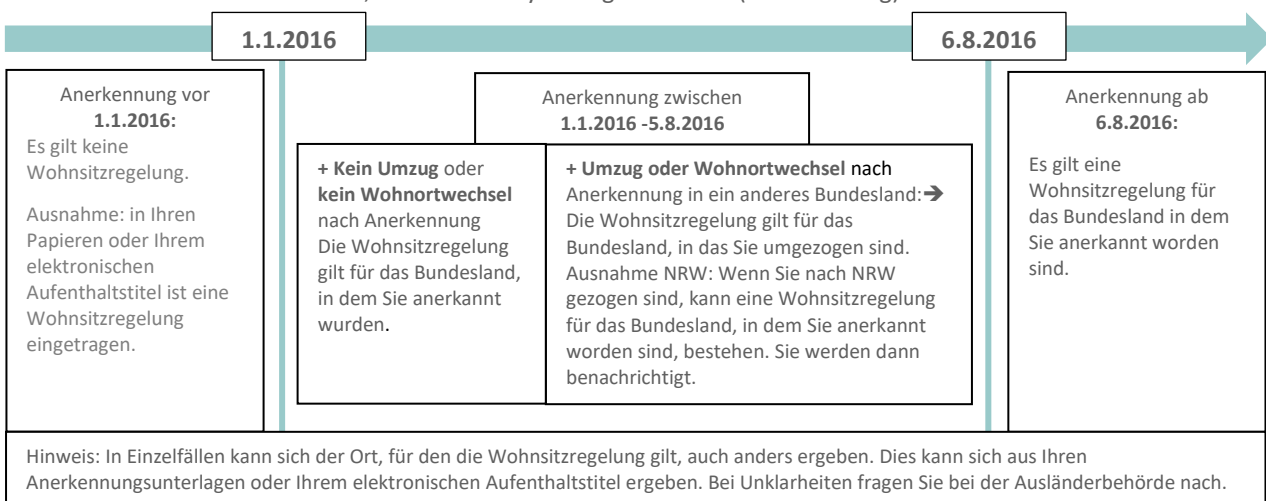 1.1.2016
6.8.2016
Anerkennung vor
1.1.2016:
Es gilt keine
Wohnsitzregelung.
Ausnahme: in Ihren
Papieren oder Ihrem
elektronischen
Aufenthaltstitel ist eine
Wohnsitzregelung
eingetragen.
Anerkennung zwischen
1.1.2016 -5.8.2016
+ Kein Umzug oder
kein Wohnortwechsel
nach Anerkennung
Die Wohnsitzregelung
gilt für das Bundesland,
in dem Sie anerkannt
wurden.
+ Umzug oder Wohnortwechsel nach
Anerkennung in ein anderes Bundesland:➔
Die Wohnsitzregelung gilt für das
Bundesland, in das Sie umgezogen sind.
Ausnahme NRW: Wenn Sie nach NRW
gezogen sind, kann eine Wohnsitzregelung
für das Bundesland, in dem Sie anerkannt
worden sind, bestehen. Sie werden dann
benachrichtigt.
Anerkennung ab
6.8.2016:
Es gilt eine
Wohnsitzregelung für
das Bundesland in dem
Sie anerkannt worden
sind.
Hinweis: In Einzelfällen kann sich der Ort, für den die Wohnsitzregelung gilt, auch anders ergeben. Dies kann sich aus Ihren
Anerkennungsunterlagen oder Ihrem elektronischen Aufenthaltstitel ergeben. Bei Unklarheiten fragen Sie bei der Ausländerbehörde nach.